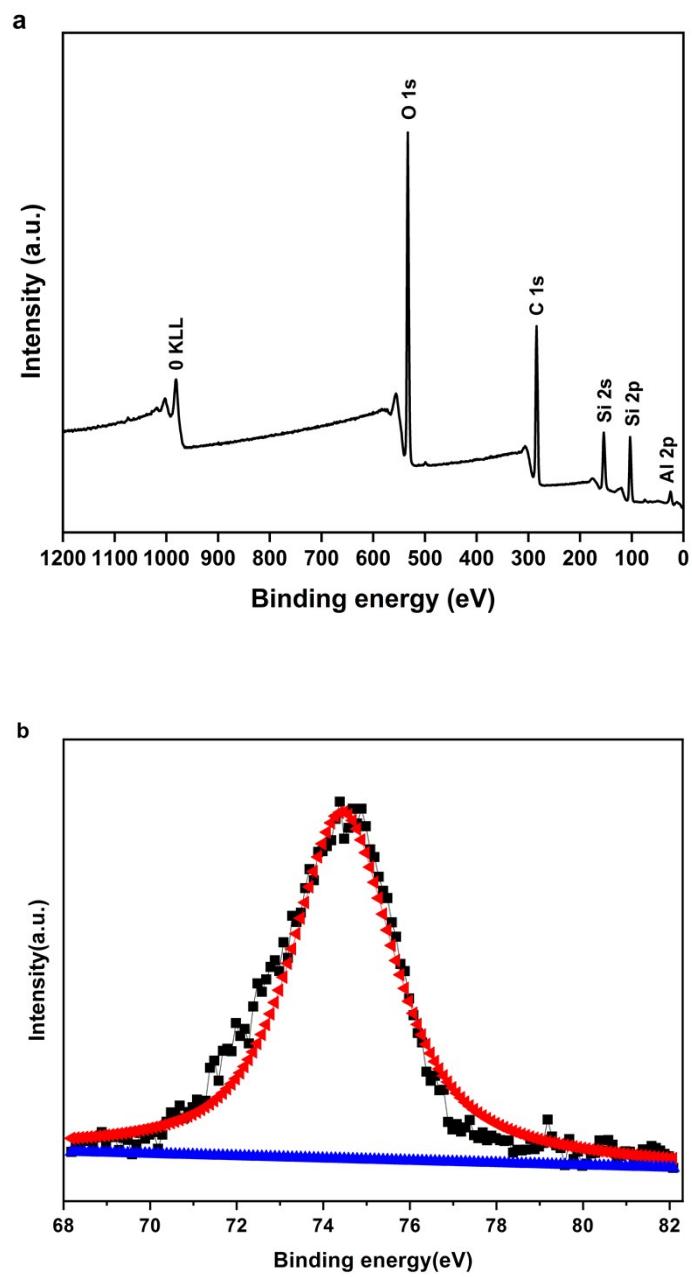 a
Intensity (a.u.)
0 KLL
O 1s
C 1s
Si 2s
Si 2p
Al 2p
1200 1100 1000 900 800 700 600 500 400 300 200 100 0
Binding energy (eV)
b
Intensity(a.u.)
68 70 72 74 76 78 80 82
Binding energy(eV)